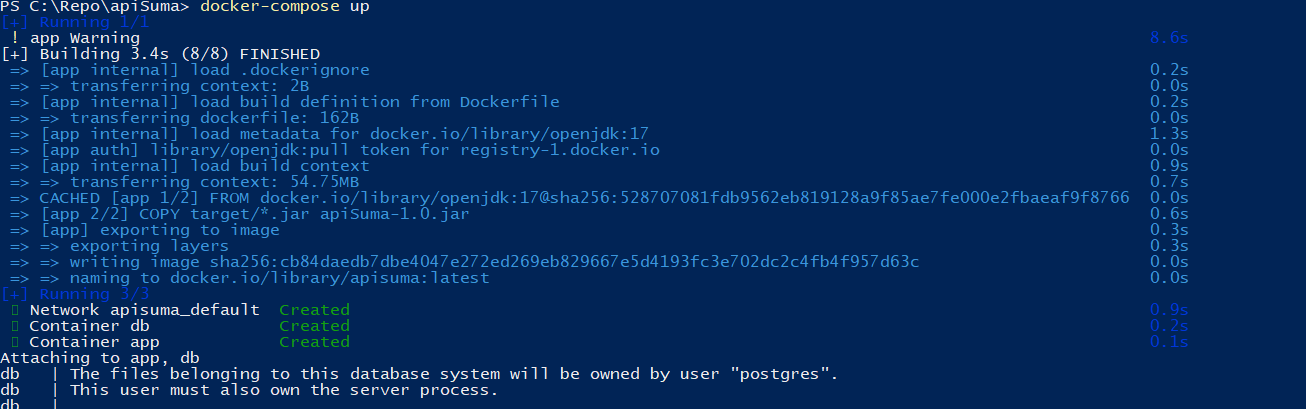 PS C:\Repo\apiSuma> docker-compose up
[+] Running 1/1
! app Warning 8.6s
[+] Building 3.4s (8/8) FINISHED
=> [app internal] load .dockerignore 0.2s
=> => transferring context: 2B 0.0s
=> [app internal] load build definition from Dockerfile 0.2s
=> => transferring dockerfile: 162B 0.0s
=> [app internal] load metadata for docker.io/library/openjdk:17 1.3s
=> [app auth] library/openjdk:pull token for registry-1.docker.io 0.0s
=> [app internal] load build context 0.9s
=> => transferring context: 54.75MB 0.7s
=> CACHED [app 1/2] FROM docker.io/library/openjdk:17@sha256:528707081fdb9562eb819128a9f85ae7fe000e2fbaeaf9f8766 0.0s
=> [app 2/2] COPY target/*.jar apiSuma-1.0.jar 0.6s
=> [app] exporting to image 0.3s
=> => exporting layers 0.3s
=> => writing image sha256:cb84daedb7dbe4047e272ed269eb829667e5d4193fc3e702dc2c4fb4f957d63c 0.0s
=> => naming to docker.io/library/apisuma:latest 0.0s
[+] Running 3/3
Network apisuma_default Created 0.9s
Container db Created 0.2s
Container app Created 0.1s
Attaching to app, db
db | The files belonging to this database system will be owned by user "postgres".
db | This user must also own the server process.
db |